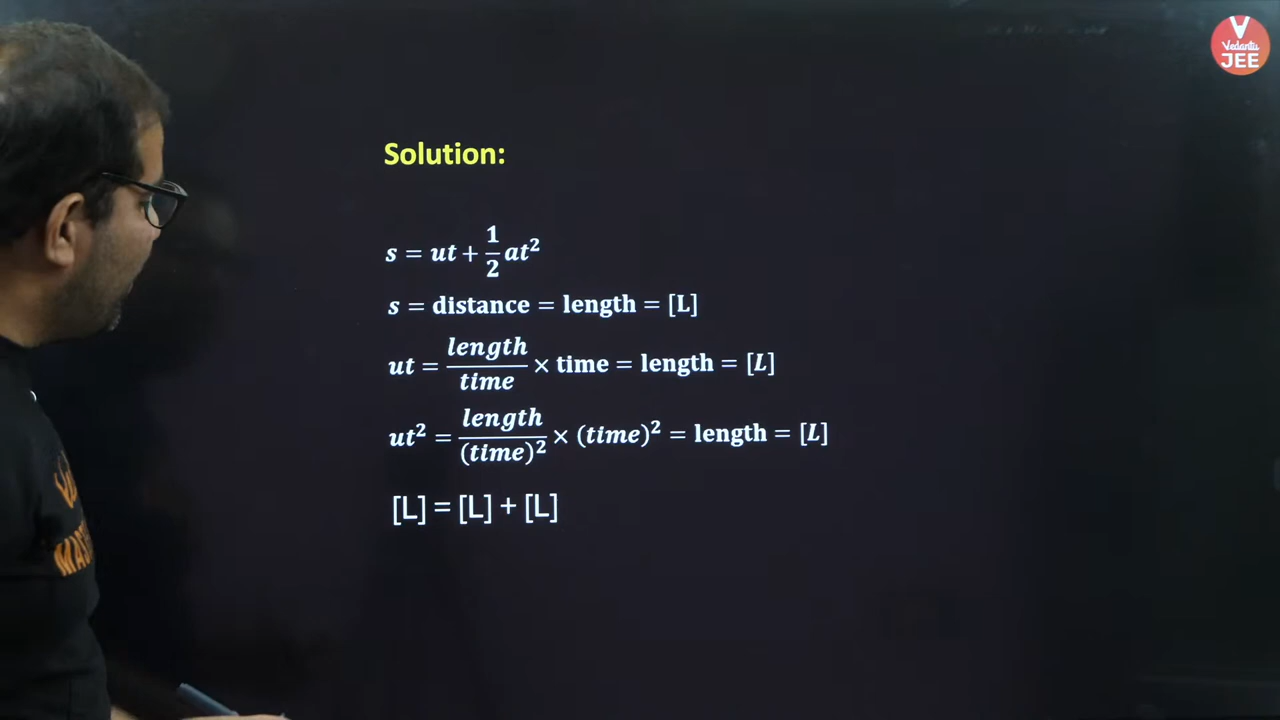 V
Vedantu
JEE
Solution:
s = ut + 1/2 at²
s = distance = length = [L]
ut = length/time × time = length = [L]
ut² = length/(time)² × (time)² = length = [L]
[L] = [L] + [L]